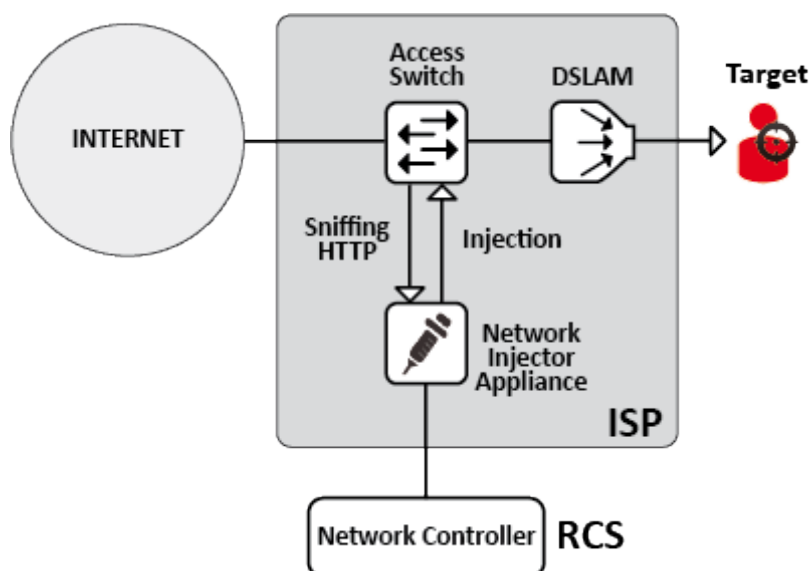 Access
Switch
DSLAM
Target
INTERNET
Sniffing
HTTP
Injection
Network
Injector
Appliance
ISP
Network Controller
RCS